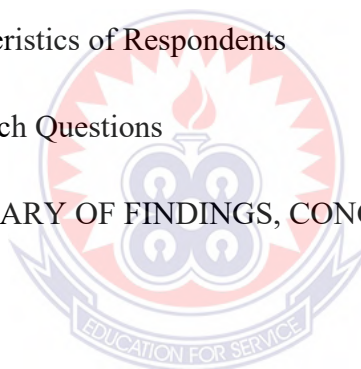 eristics of Respondents
ch Questions
ARY OF FINDINGS, CONC
EDUCATION FOR SERVICE